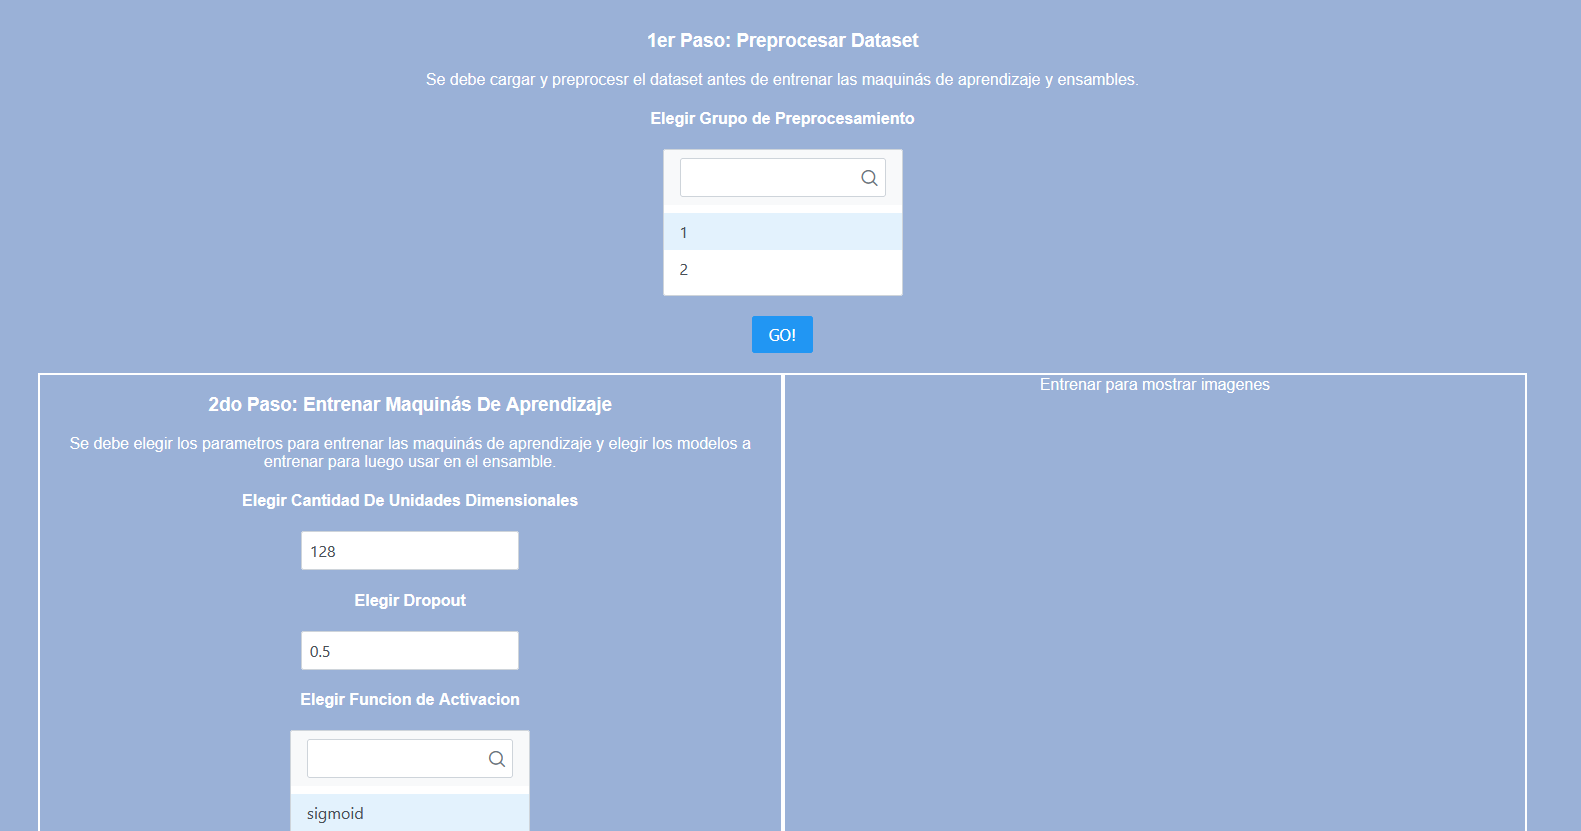 1er Paso: Preprocesar Dataset
Se debe cargar y preprocesr el dataset antes de entrenar las maquinás de aprendizaje y ensambles.
Elegir Grupo de Preprocesamiento
1
2
GO!
2do Paso: Entrenar Maquinás De Aprendizaje
Se debe elegir los parametros para entrenar las maquinás de aprendizaje y elegir los modelos a
entrenar para luego usar en el ensamble.
Elegir Cantidad De Unidades Dimensionales
128
Elegir Dropout
0.5
Elegir Funcion de Activacion
sigmoid
Entrenar para mostrar imagenes